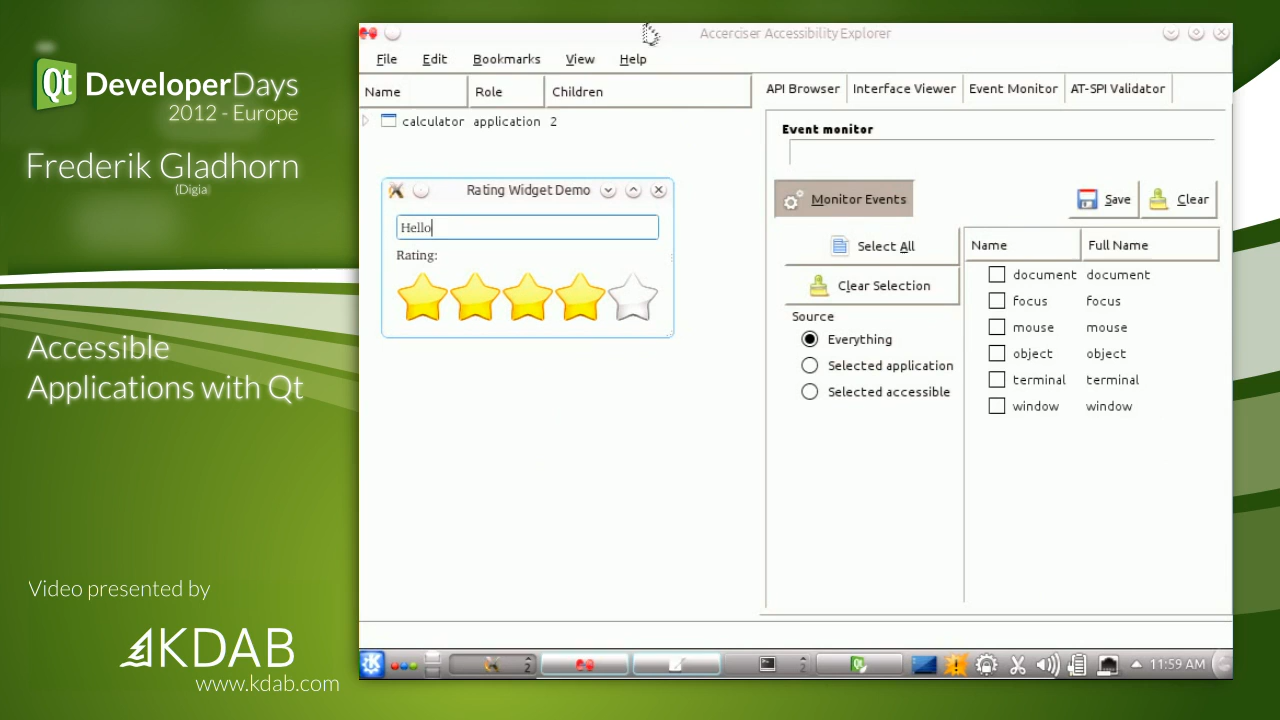 Qt DeveloperDays
2012 - Europe
Frederik Gladhorn
(Digia)
Accessible
Applications with Qt
Video presented by
KDAB
www.kdab.com
Accerciser Accessibility Explorer
File Edit Bookmarks View Help
Name Role Children
calculator application 2
Rating Widget Demo
Hello
Rating:
API Browser Interface Viewer Event Monitor AT-SPI Validator
Event monitor
Monitor Events Save Clear
Select All
Clear Selection
Source
Everything
Selected application
Selected accessible
Name Full Name
document document
focus focus
mouse mouse
object object
terminal terminal
window window
2 2 11:59 AM